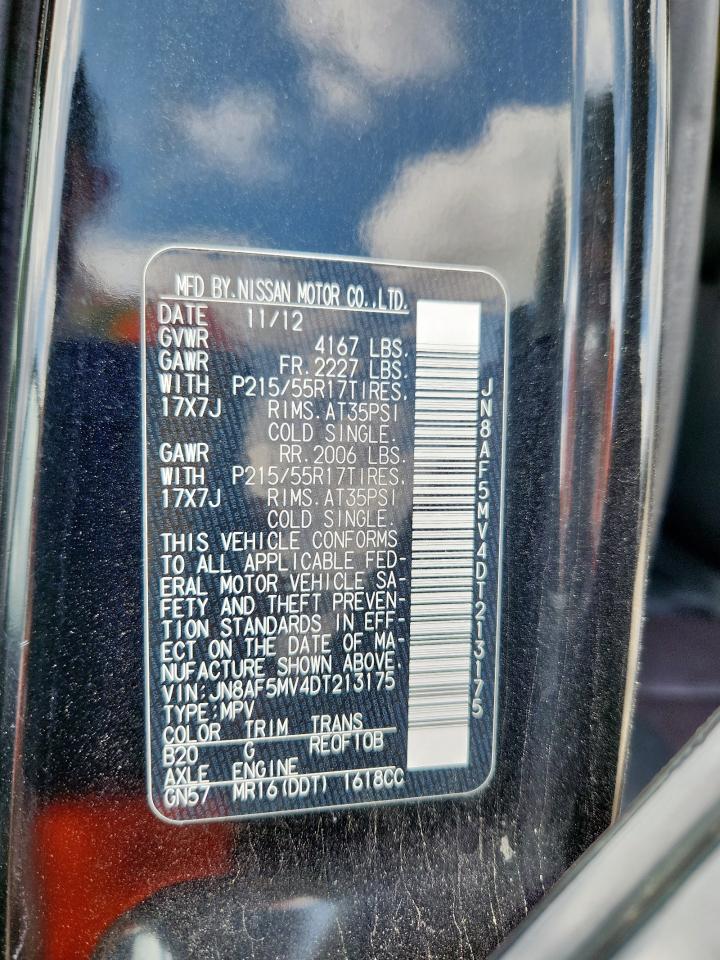 MFD BY.NISSAN MOTOR CO.,LTD.
DATE 11/12
GVWR 4167 LBS.
GAWR FR. 2227 LBS.
WITH P215/55R17TIRES.
17X7J RIMS. AT35PSI
COLD SINGLE.
GAWR RR. 2006 LBS.
WITH P215/55R17TIRES.
17X7J RIMS. AT35PSI
COLD SINGLE.
THIS VEHICLE CONFORMS
TO ALL APPLICABLE FED-
ERAL MOTOR VEHICLE SA-
FETY AND THEFT PREVEN-
TION STANDARDS IN EFF-
ECT ON THE DATE OF MA-
NUFACTURE SHOWN ABOVE.
VIN:JN8AF5MV4DT213175
TYPE:MPV
COLOR TRIM TRANS
B20 G REOF10B
AXLE ENGINE
GN57 MR16(DDT) 1618CC
JN8AF5MV4DT213175